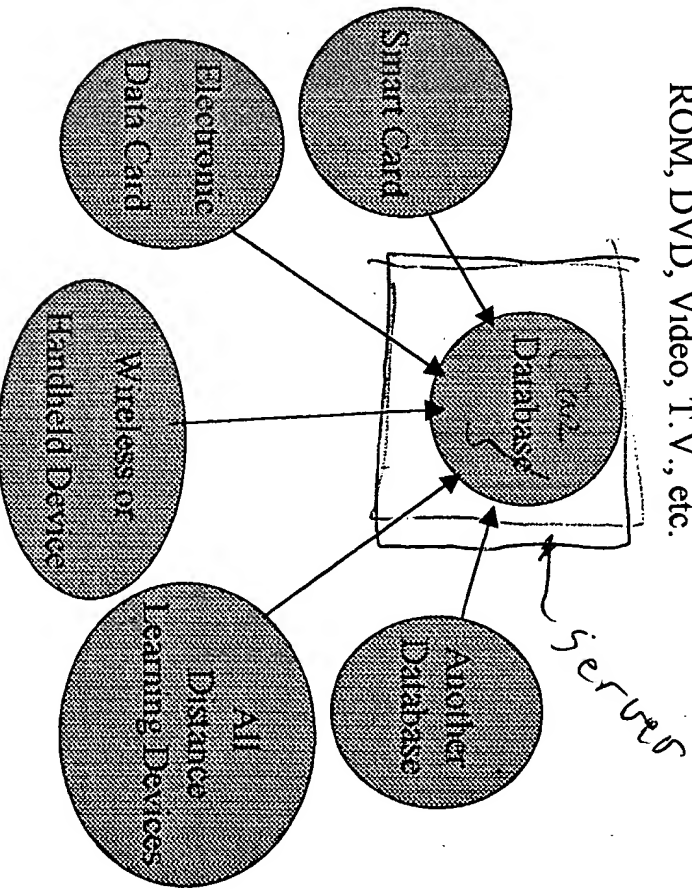 ROM, DVD, Video, T.V., etc.
Server
Database
Another
Database
Smart Card
Electronic
Data Card
Wireless or
Handheld Device
All
Distance
Learning Devices